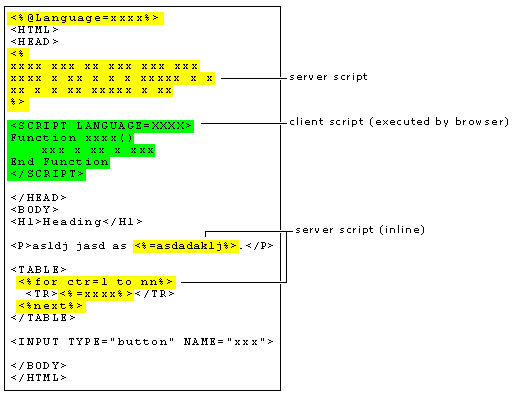 <%@Language=xxxx%>
<HTML>
<HEAD>
<%
xxxx xxx xx xxx xxx xxx
xxxx x xx x x x xxxxx x x
xx x x xx xxxxx x xx
%>
server script
<SCRIPT LANGUAGE=XXXX>
client script (executed by browser)
Function xxxx()
xxx x xx x xxx
End Function
</SCRIPT>
</HEAD>
<BODY>
<H1>Heading</H1>
server script (inline)
<P>asldj jasd as <%=asdadaklj%>.</P>
<TABLE>
<%for ctr=1 to nn%>
<TR><%=xxxx%></TR>
<%next%>
</TABLE>
<INPUT TYPE="button" NAME="xxx">
</BODY>
</HTML>